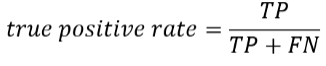 true positive rate = TP / (TP + FN)